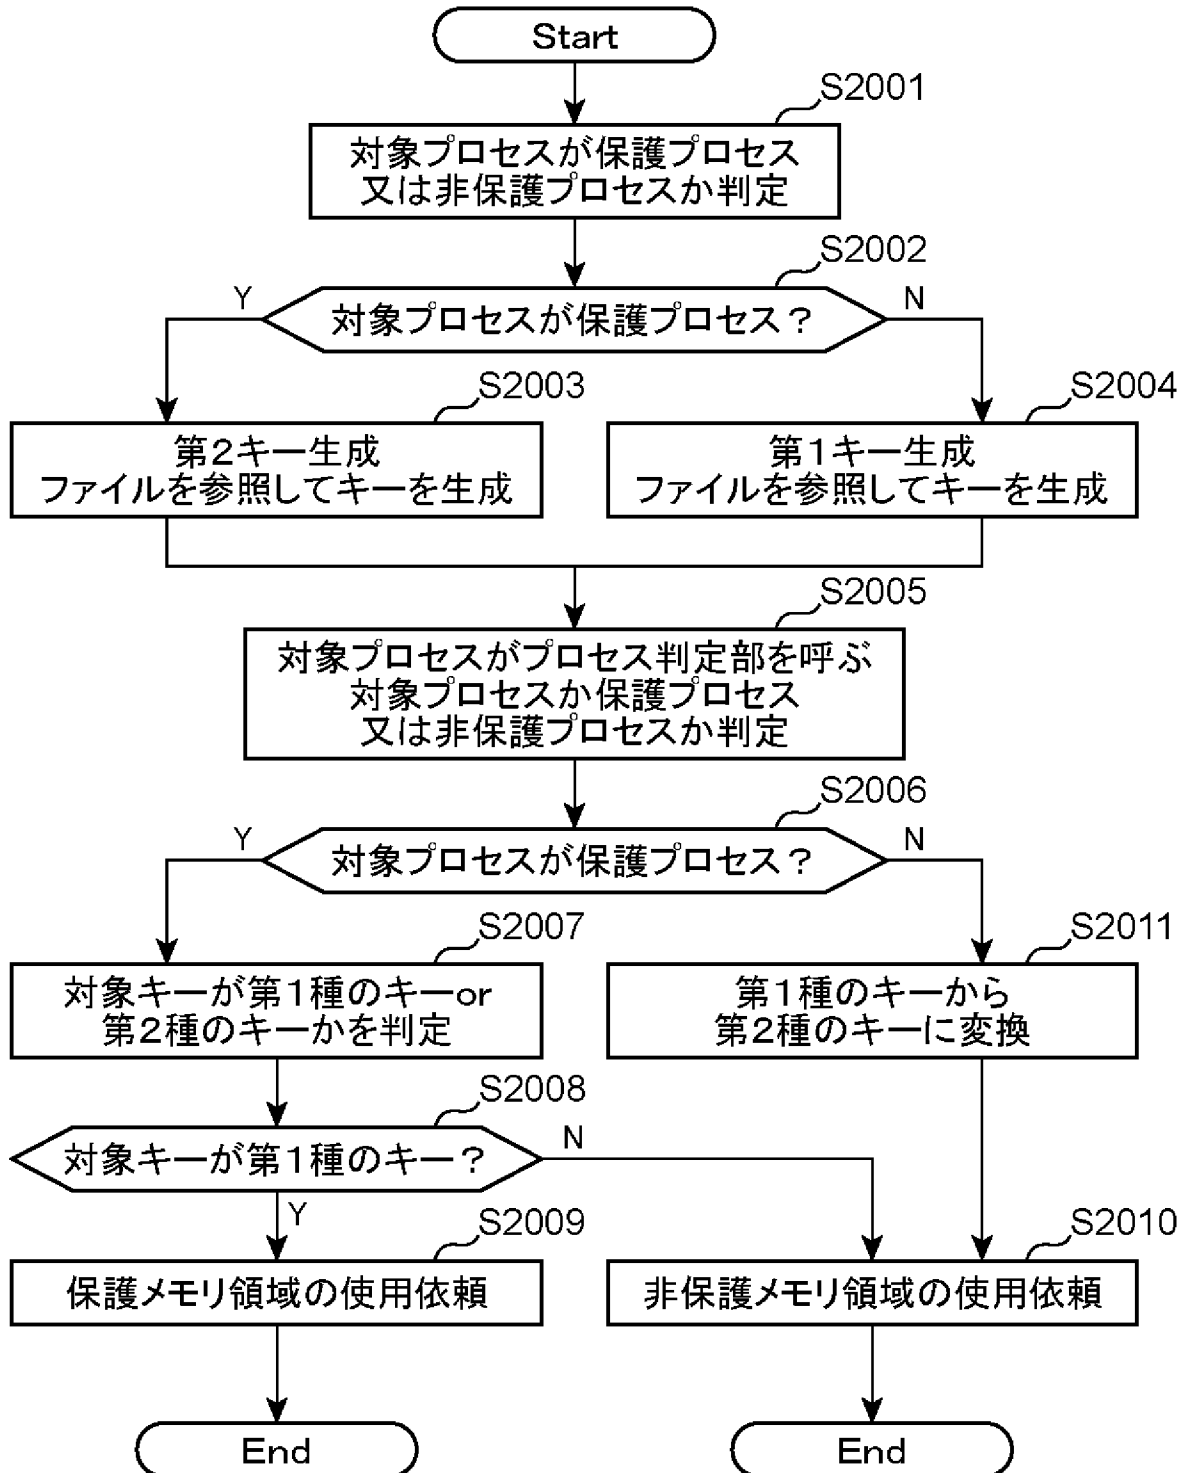 Start
S2001
対象プロセスが保護プロセス
又は非保護プロセスか判定
S2002
対象プロセスが保護プロセス？
Y
N
S2003
第2キー生成
ファイルを参照してキーを生成
S2004
第1キー生成
ファイルを参照してキーを生成
S2005
対象プロセスがプロセス判定部を呼ぶ
対象プロセスか保護プロセス
又は非保護プロセスか判定
S2006
対象プロセスが保護プロセス？
Y
N
S2007
対象キーが第1種のキーor
第2種のキーかを判定
S2011
第1種のキーから
第2種のキーに変換
S2008
対象キーが第1種のキー？
N
Y
S2009
保護メモリ領域の使用依頼
S2010
非保護メモリ領域の使用依頼
End
End